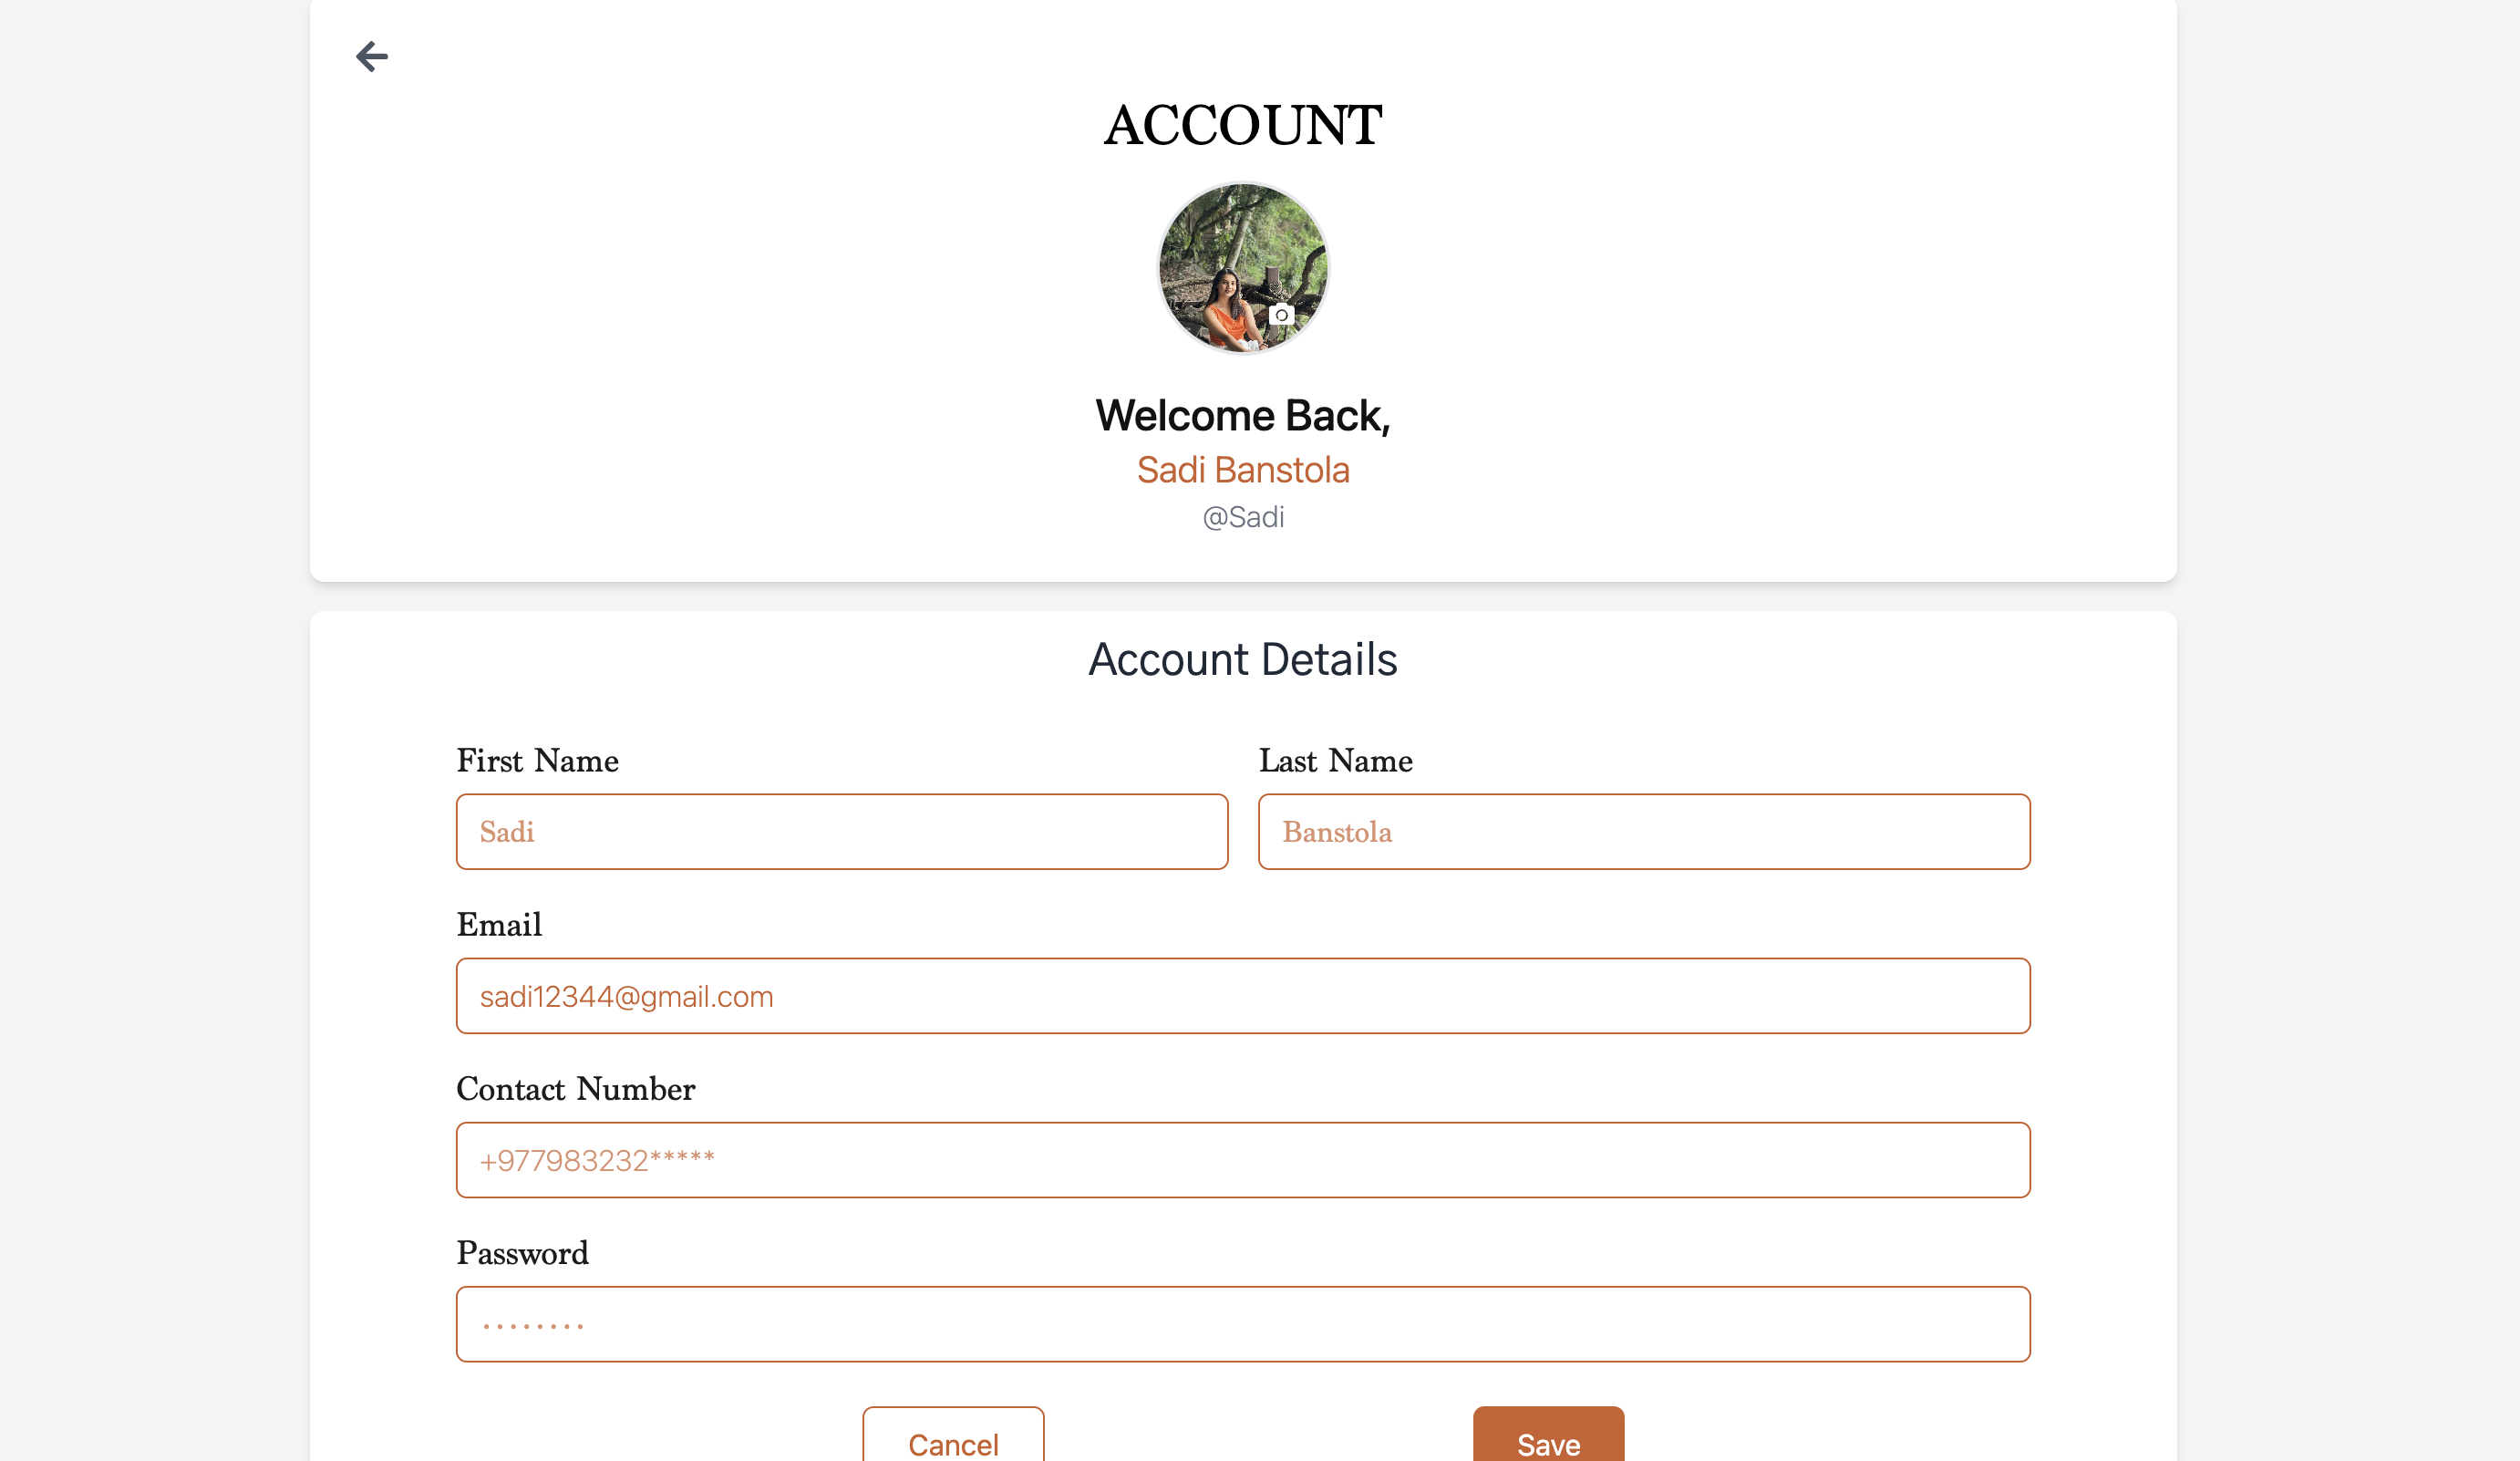 ACCOUNT
Welcome Back,
Sadi Banstola
@Sadi
Account Details
First Name Last Name
Sadi Banstola
Email
sadi12344@gmail.com
Contact Number
+977983232*****
Password
........
Cancel Save